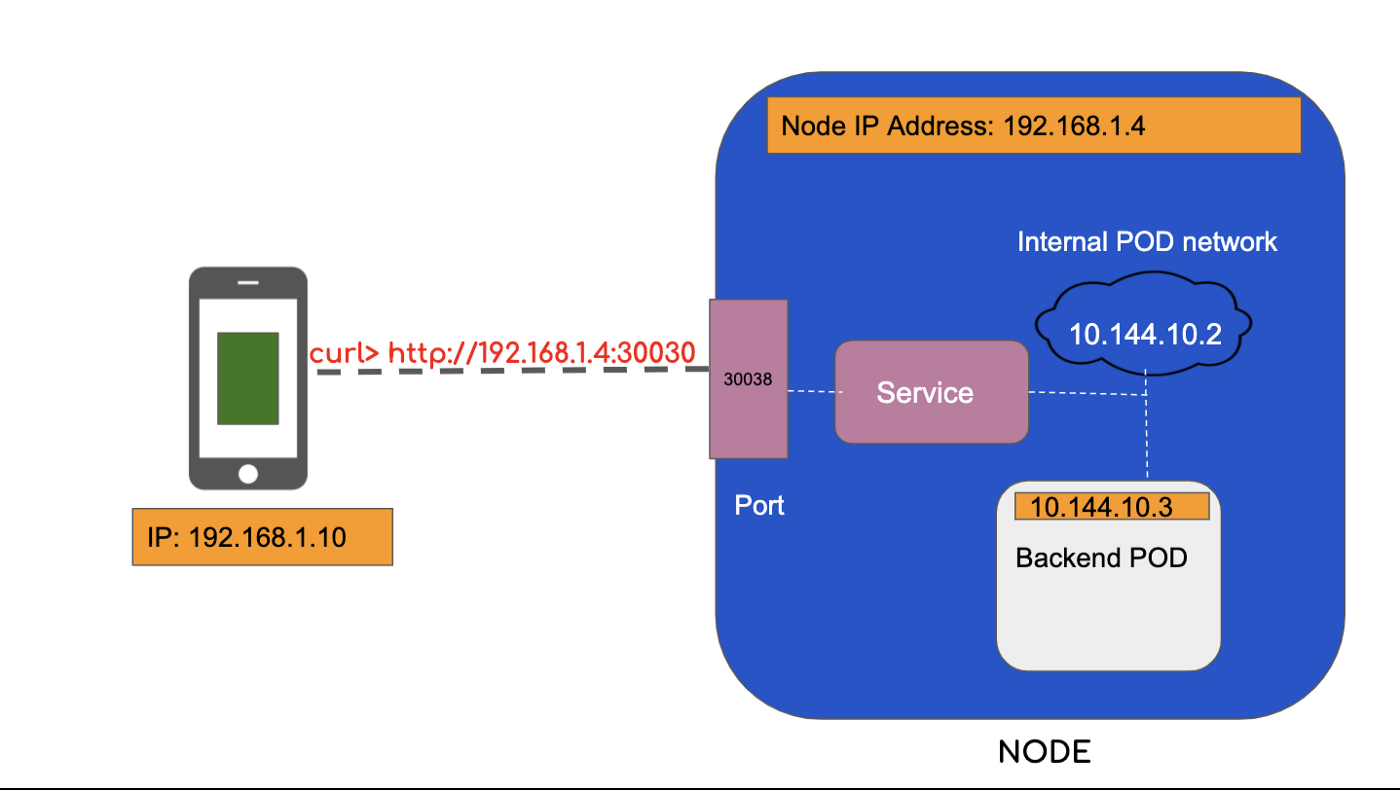 Node IP Address: 192.168.1.4
Internal POD network
10.144.10.2
curl> http://192.168.1.4:30030
30038
Service
Port
10.144.10.3
Backend POD
IP: 192.168.1.10
NODE